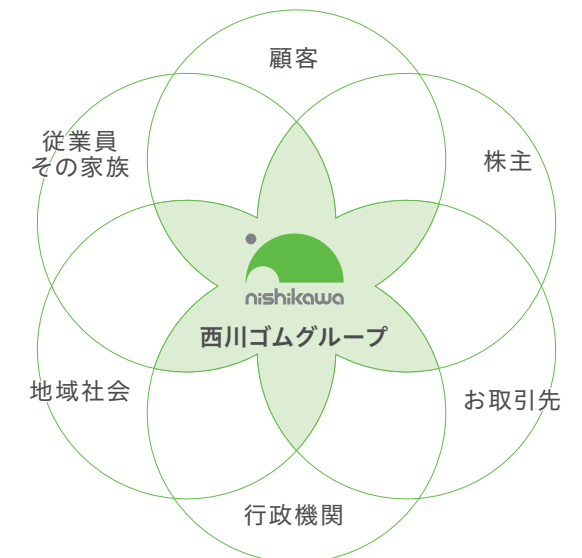 顧客
従業員
その家族
株主
nishikawa
西川ゴムグループ
地域社会
お取引先
行政機関